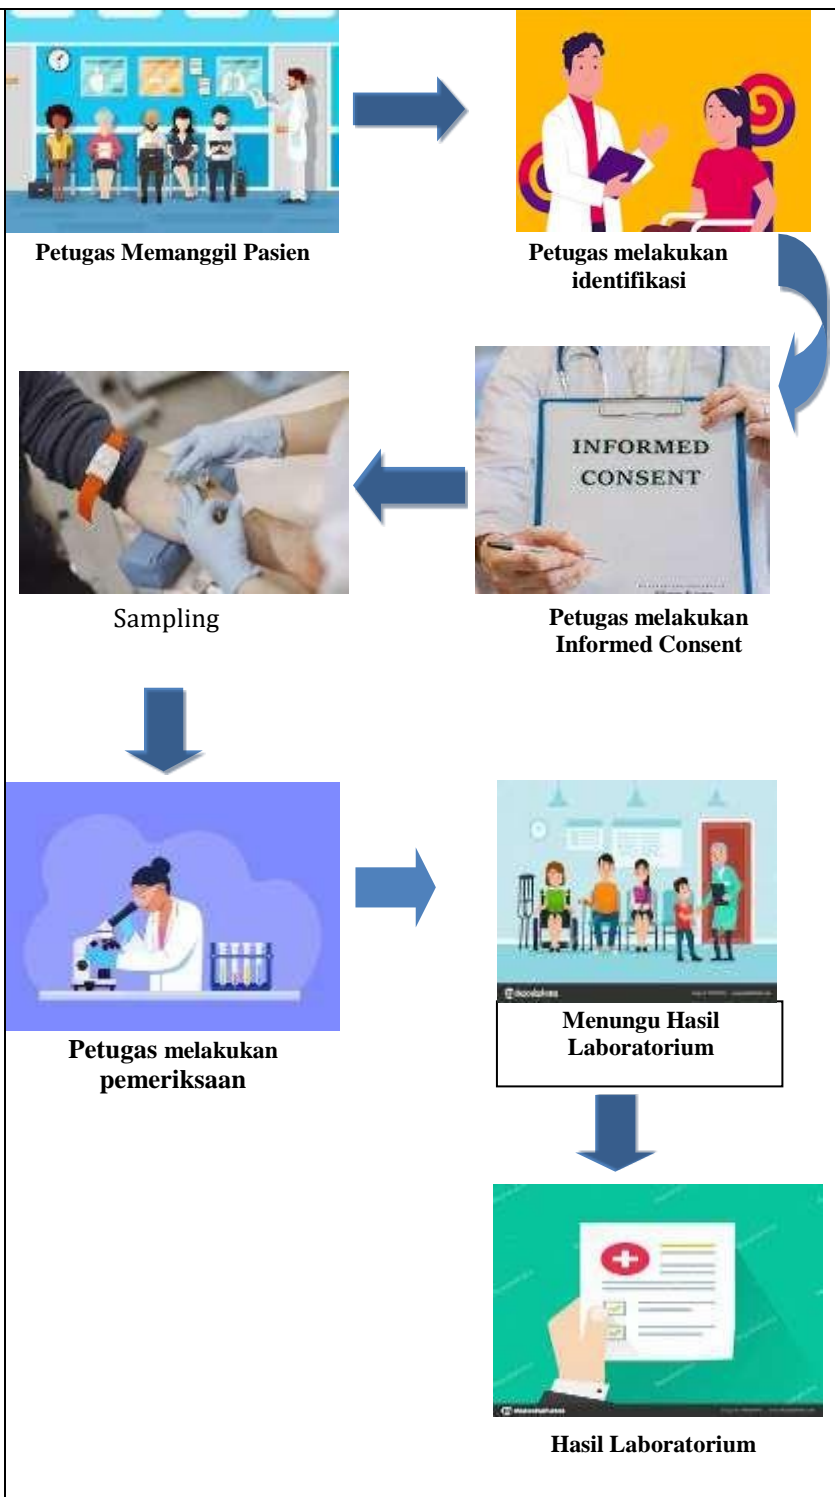 Petugas Memanggil Pasien
Petugas melakukan
identifikasi
INFORMED
CONSENT
Petugas melakukan
Informed Consent
Sampling
Petugas melakukan
pemeriksaan
Menungu Hasil
Laboratorium
Hasil Laboratorium